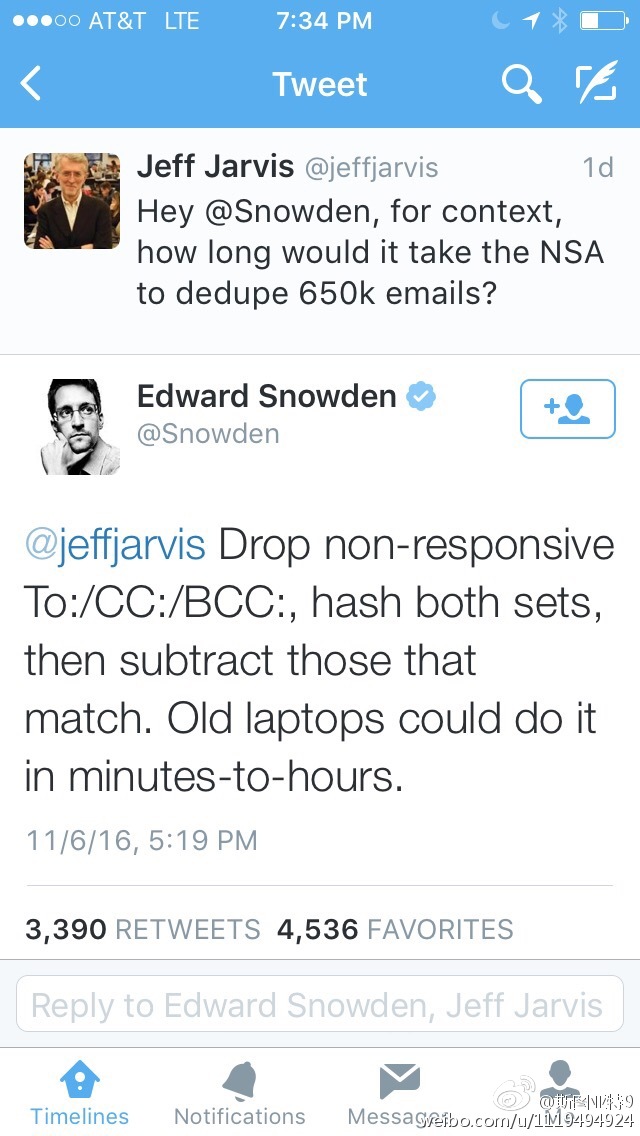 AT&T LTE 7:34 PM
Tweet
Jeff Jarvis @jeffjarvis 1d
Hey @Snowden, for context,
how long would it take the NSA
to dedupe 650k emails?
Edward Snowden
@Snowden
@jeffjarvis Drop non-responsive
To:/CC:/BCC:, hash both sets,
then subtract those that
match. Old laptops could do it
in minutes-to-hours.
11/6/16, 5:19 PM
3,390 RETWEETS 4,536 FAVORITES
Reply to Edward Snowden, Jeff Jarvis
Timelines Notifications Messages
weibo.com/u/1119494924